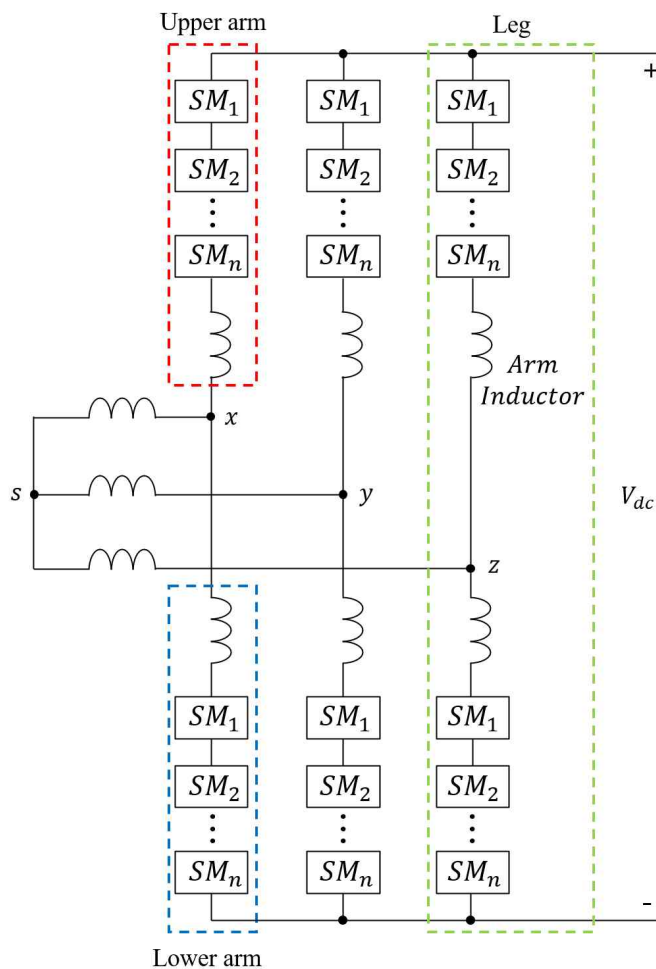 Upper arm
Leg
+
SM₁ SM₁ SM₁
SM₂ SM₂ SM₂
SMₙ SMₙ SMₙ
Arm
Inductor
x
s
y
V_dc
z
SM₁ SM₁ SM₁
SM₂ SM₂ SM₂
SMₙ SMₙ SMₙ
-
Lower arm